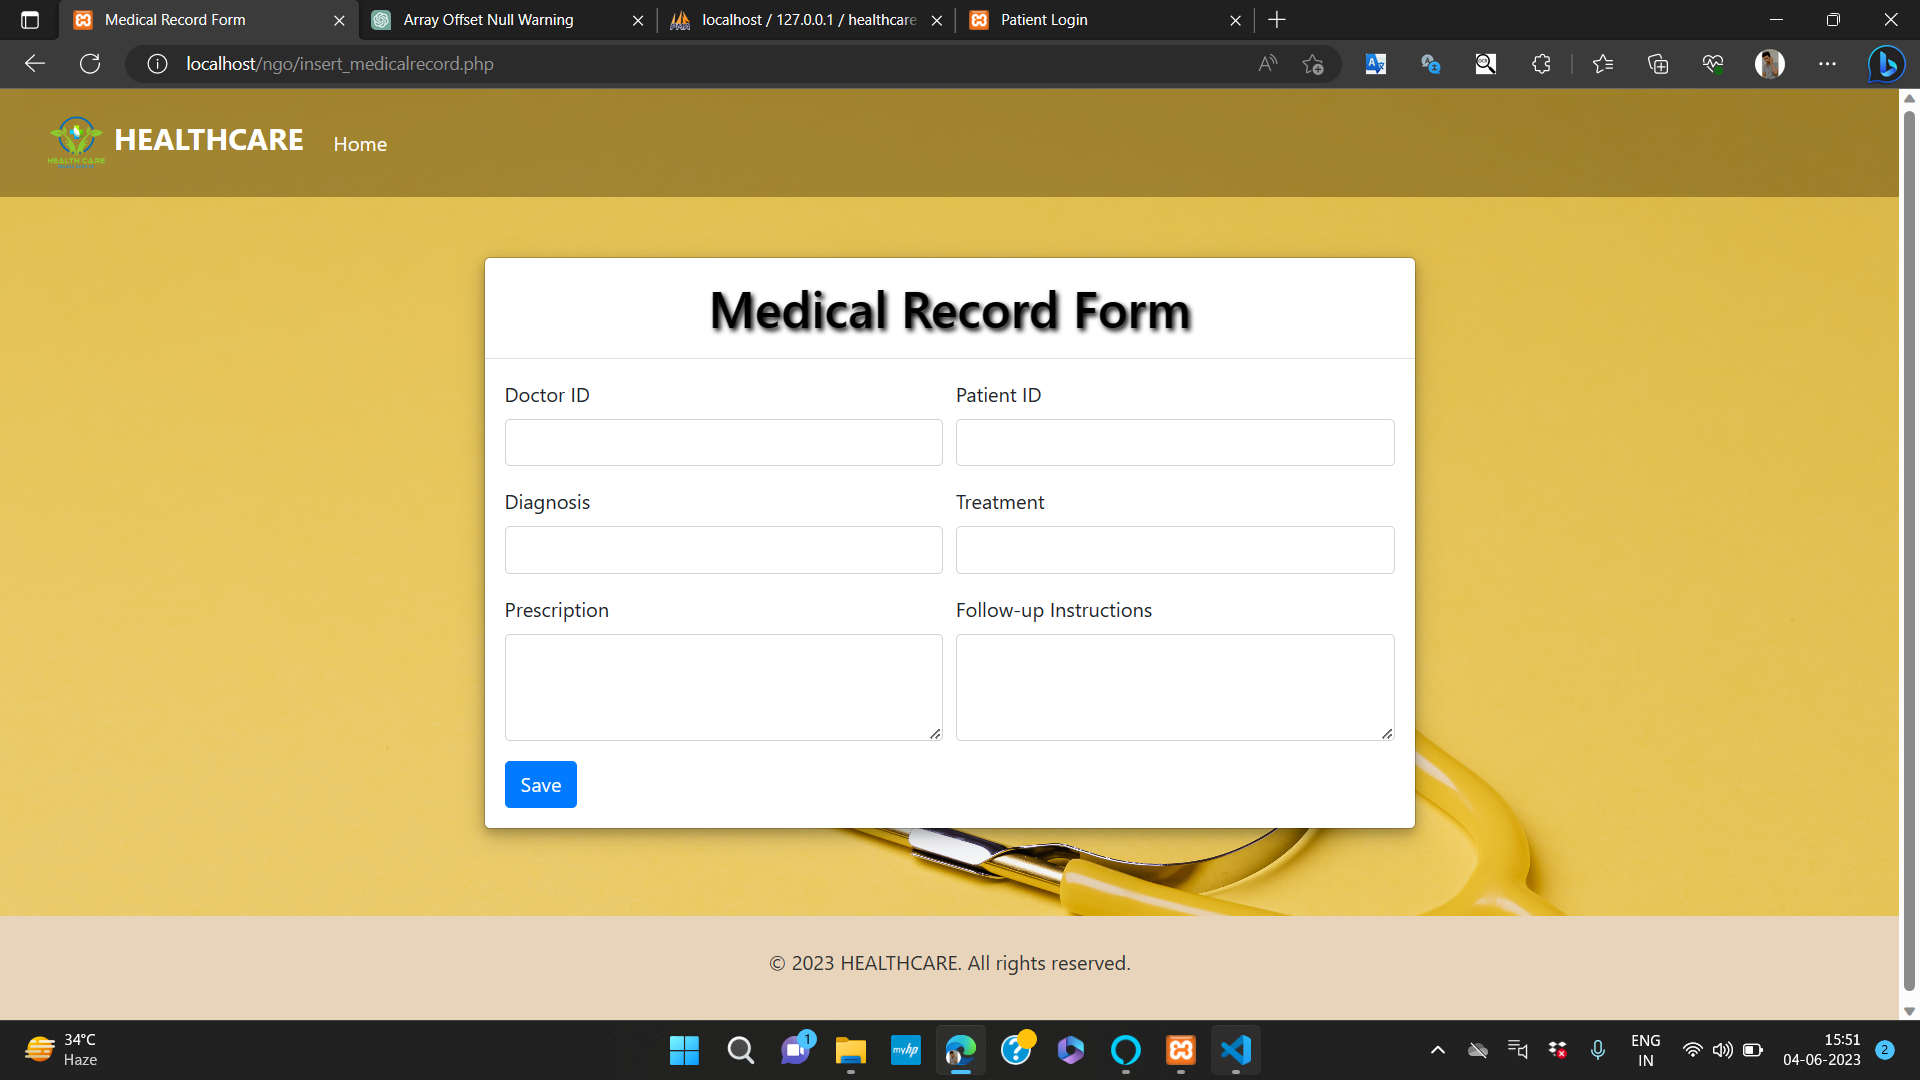 Medical Record Form
Array Offset Null Warning
localhost / 127.0.0.1 / healthcare
Patient Login
localhost/ngo/insert_medicalrecord.php
HEALTH CARE
HEALTHCARE
Home
Medical Record Form
Doctor ID
Patient ID
Diagnosis
Treatment
Prescription
Follow-up Instructions
Save
© 2023 HEALTHCARE. All rights reserved.
34°C
Haze
1
myhp
ENG
IN
15:51
04-06-2023
2